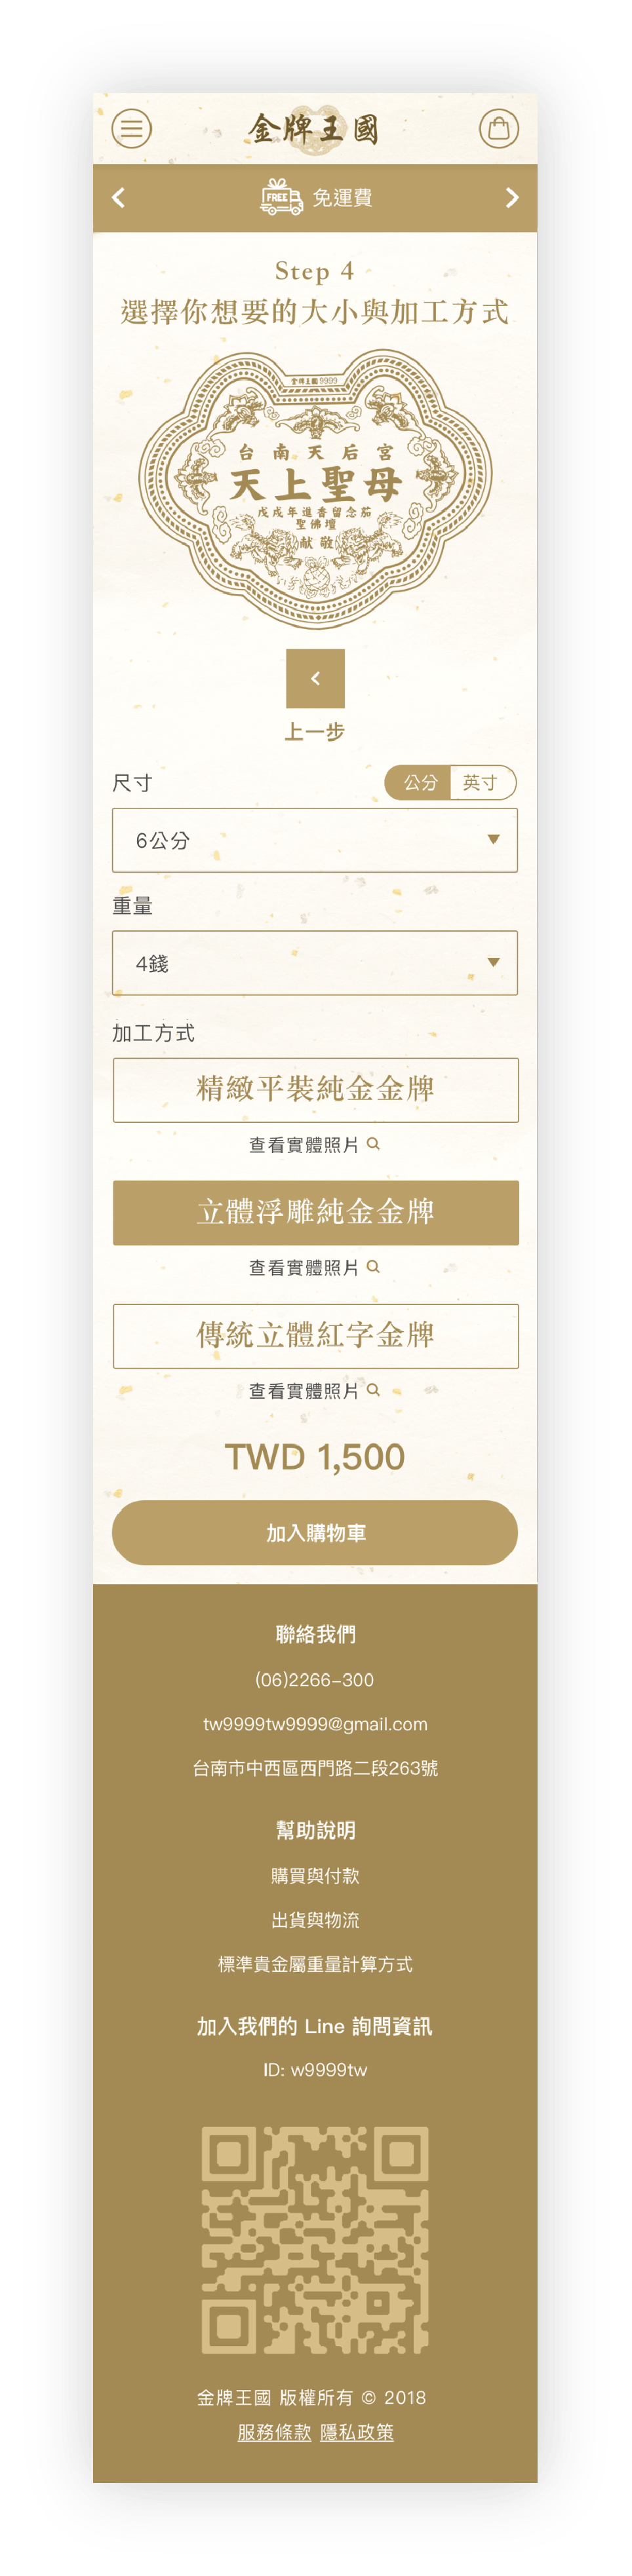 金牌王國
FREE 免運費
Step 4
選擇你想要的大小與加工方式
金牌王國9999
台南天后宮
天上聖母
戊戌年進香留念茄
聖佛壇
獻敬
上一步
尺寸 公分 英寸
6公分
重量
4錢
加工方式
精緻平裝純金金牌
查看實體照片
立體浮雕純金金牌
查看實體照片
傳統立體紅字金牌
查看實體照片
TWD 1,500
加入購物車
聯絡我們
(06)2266-300
tw9999tw9999@gmail.com
台南市中西區西門路二段263號
幫助說明
購買與付款
出貨與物流
標準貴金屬重量計算方式
加入我們的 Line 詢問資訊
ID: w9999tw
金牌王國 版權所有 © 2018
服務條款 隱私政策